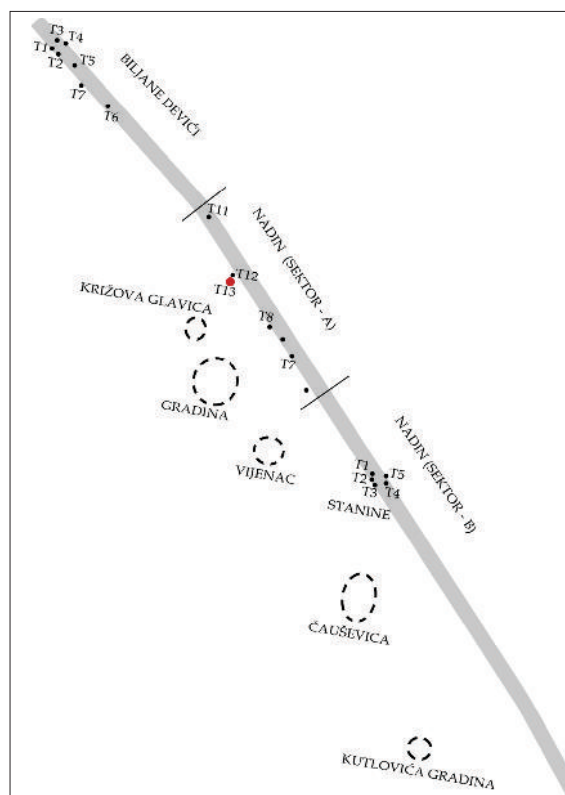 T3
T4
T1
T2
T5
T7
T6
BILJANE DEVIĆI
T11
NADIN (SEKTOR - A)
T12
T13
KRIŽOVA GLAVICA
T8
T7
GRADINA
VIJENAC
NADIN (SEKTOR - B)
T1
T5
T2
T3
T4
STANINE
ČAUŠEVICA
KUTLOVIĆA GRADINA